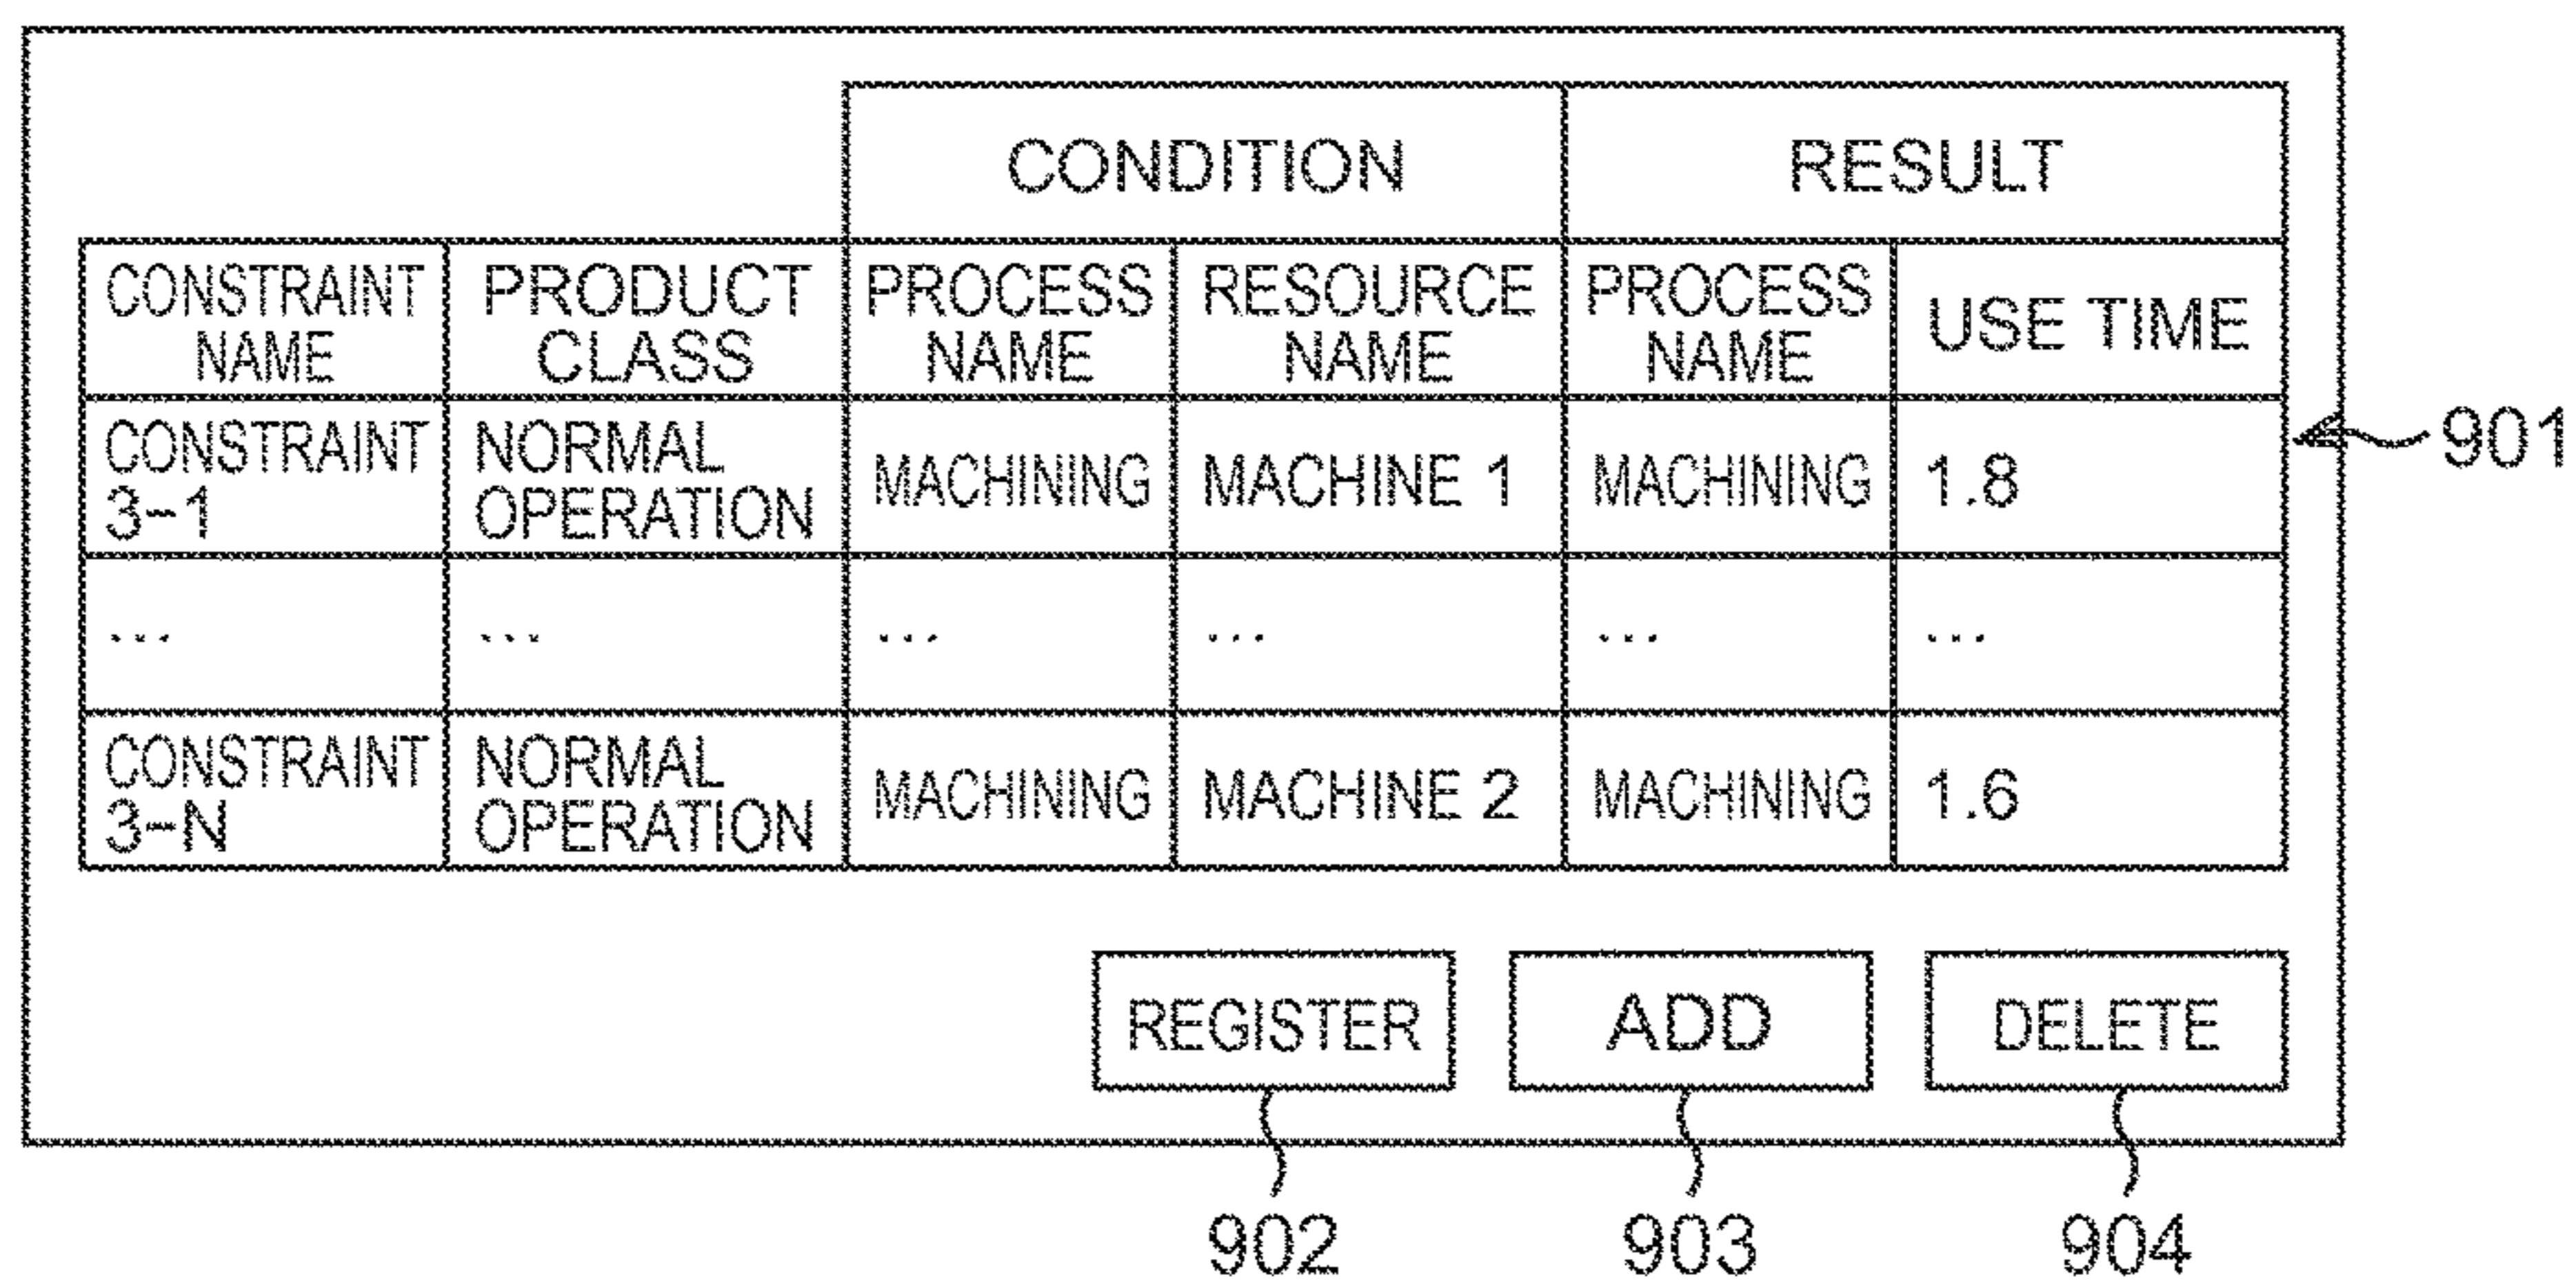 CONDITION RESULT
CONSTRAINT NAME PRODUCT CLASS PROCESS NAME RESOURCE NAME PROCESS NAME USE TIME
CONSTRAINT 3-1 NORMAL OPERATION MACHINING MACHINE 1 MACHINING 1.8
901
... ... ... ... ... ...
CONSTRAINT 3-N NORMAL OPERATION MACHINING MACHINE 2 MACHINING 1.6
REGISTER ADD DELETE
902 903 904